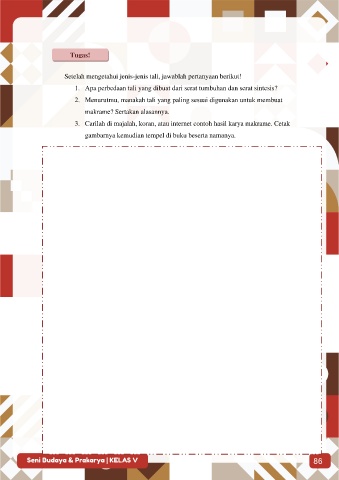 Tugas!
Setelah mengetahui jenis-jenis tali, jawablah pertanyaan berikut!
1. Apa perbedaan tali yang dibuat dari serat tumbuhan dan serat sintesis?
2. Menurutmu, manakah tali yang paling sesuai digunakan untuk membuat
makrame? Sertakan alasannya.
3. Carilah di majalah, koran, atau internet contoh hasil karya makrame. Cetak
gambarnya kemudian tempel di buku beserta namanya.
Seni Budaya & Prakarya | KELAS V
86